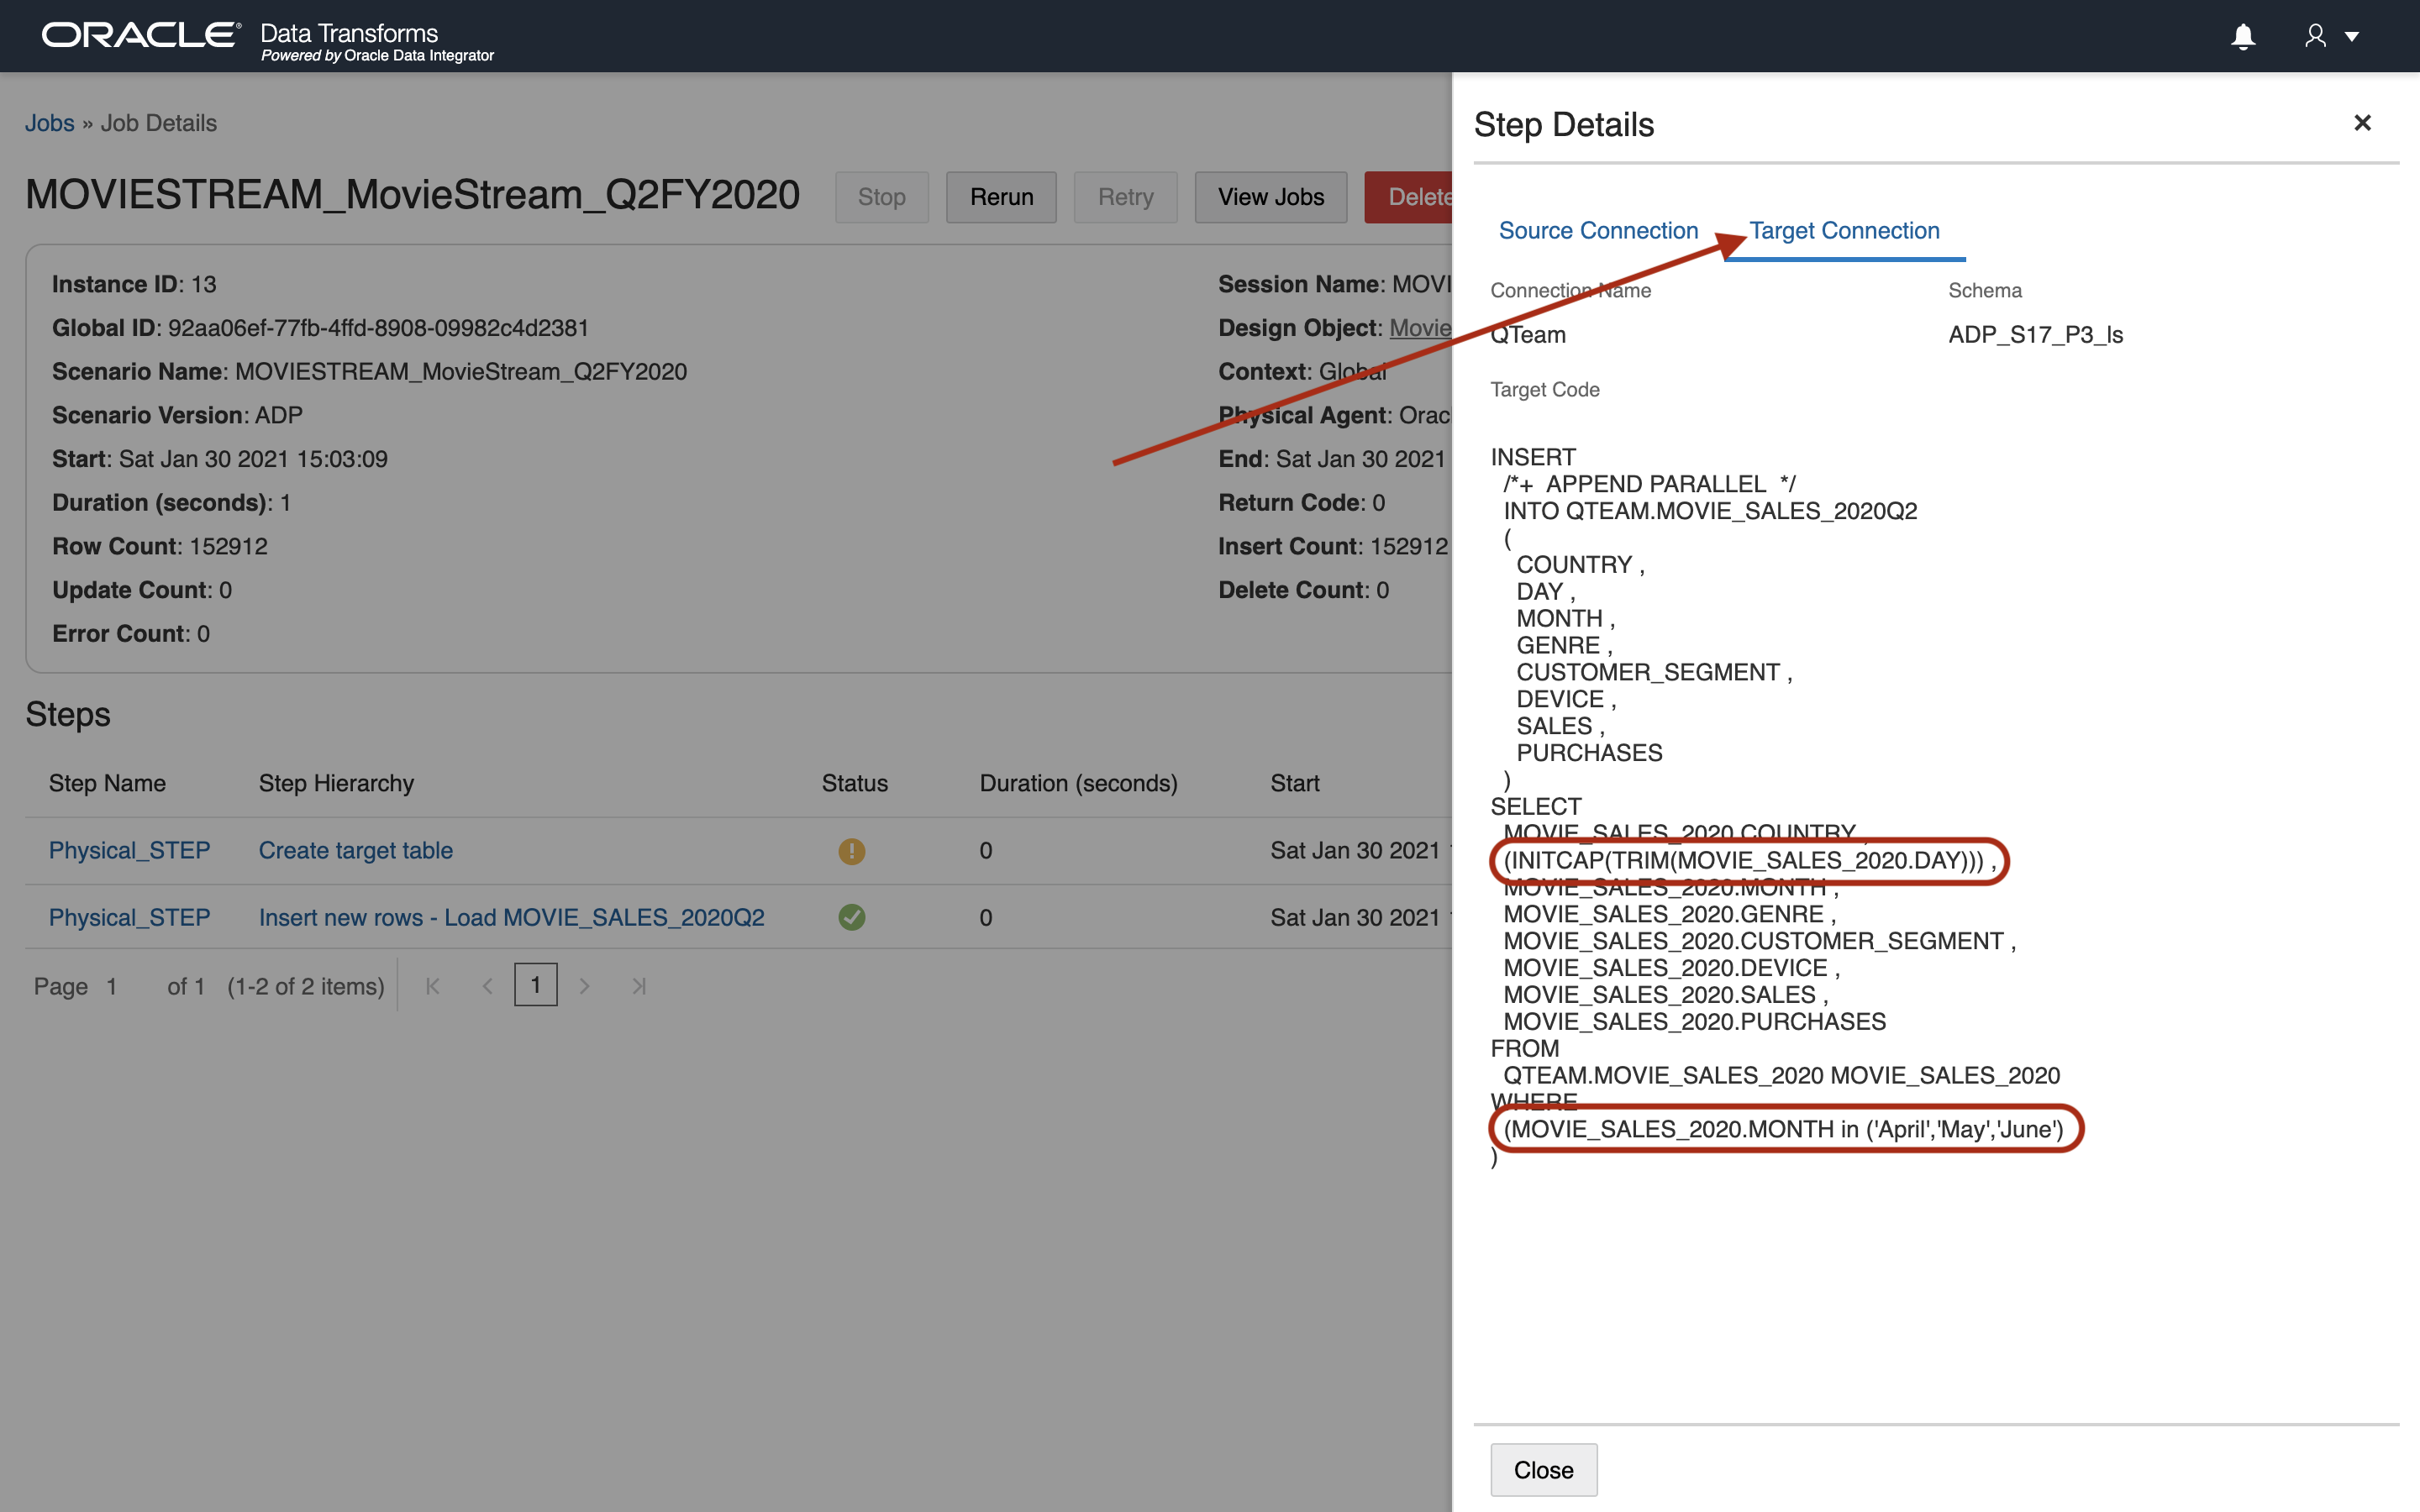 ORACLE® Data Transforms
Powered by Oracle Data Integrator
Jobs » Job Details
MOVIESTREAM_MovieStream_Q2FY2020
Stop
Rerun
Retry
View Jobs
Delete
Instance ID: 13
Global ID: 92aa06ef-77fb-4ffd-8908-09982c4d2381
Scenario Name: MOVIESTREAM_MovieStream_Q2FY2020
Scenario Version: ADP
Start: Sat Jan 30 2021 15:03:09
Duration (seconds): 1
Row Count: 152912
Update Count: 0
Error Count: 0
Session Name: MOVI
Design Object: Movie
Context: Global
Physical Agent: Orac
End: Sat Jan 30 2021
Return Code: 0
Insert Count: 152912
Delete Count: 0
Steps
Step Name Step Hierarchy Status Duration (seconds) Start
Physical_STEP Create target table 0 Sat Jan 30 2021
Physical_STEP Insert new rows - Load MOVIE_SALES_2020Q2 0 Sat Jan 30 2021
Page 1 of 1 (1-2 of 2 items) 1
Step Details
Source Connection Target Connection
Connection Name Schema
QTeam ADP_S17_P3_ls
Target Code
INSERT
/*+ APPEND PARALLEL */
INTO QTEAM.MOVIE_SALES_2020Q2
(
COUNTRY ,
DAY ,
MONTH ,
GENRE ,
CUSTOMER_SEGMENT ,
DEVICE ,
SALES ,
PURCHASES
)
SELECT
MOVIE_SALES_2020.COUNTRY ,
(INITCAP(TRIM(MOVIE_SALES_2020.DAY))) ,
MOVIE_SALES_2020.MONTH ,
MOVIE_SALES_2020.GENRE ,
MOVIE_SALES_2020.CUSTOMER_SEGMENT ,
MOVIE_SALES_2020.DEVICE ,
MOVIE_SALES_2020.SALES ,
MOVIE_SALES_2020.PURCHASES
FROM
QTEAM.MOVIE_SALES_2020 MOVIE_SALES_2020
WHERE
(MOVIE_SALES_2020.MONTH in ('April','May','June')
)
Close